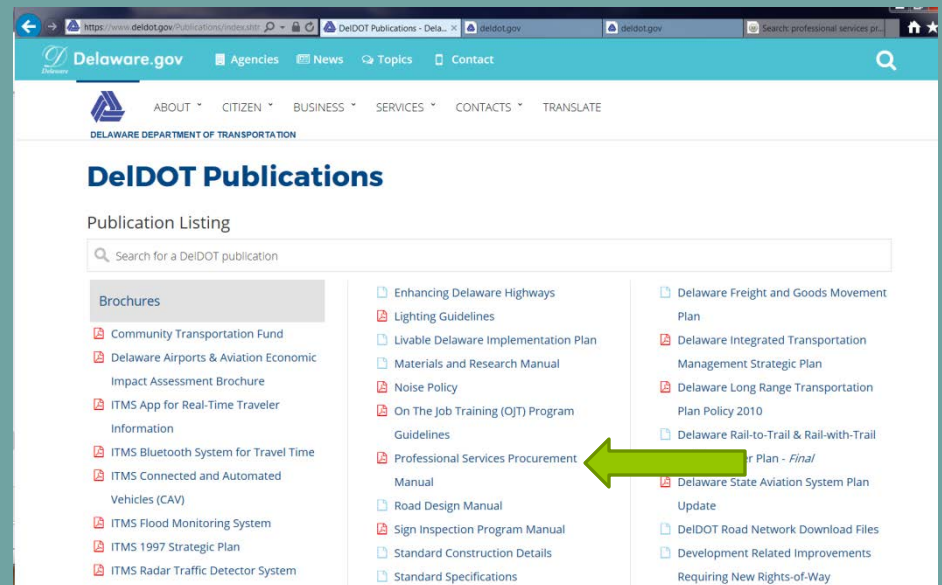 https://www.deldot.gov/Publications/index.shtr
DelDOT Publications - Dela...
deldot.gov
deldot.gov
Search: professional services pr...
Delaware
Delaware.gov
Agencies
News
Topics
Contact
ABOUT
CITIZEN
BUSINESS
SERVICES
CONTACTS
TRANSLATE
DELAWARE DEPARTMENT OF TRANSPORTATION
DelDOT Publications
Publication Listing
Search for a DelDOT publication
Brochures
Community Transportation Fund
Delaware Airports & Aviation Economic
Impact Assessment Brochure
ITMS App for Real-Time Traveler
Information
ITMS Bluetooth System for Travel Time
ITMS Connected and Automated
Vehicles (CAV)
ITMS Flood Monitoring System
ITMS 1997 Strategic Plan
ITMS Radar Traffic Detector System
Enhancing Delaware Highways
Lighting Guidelines
Livable Delaware Implementation Plan
Materials and Research Manual
Noise Policy
On The Job Training (OJT) Program
Guidelines
Professional Services Procurement
Manual
Road Design Manual
Sign Inspection Program Manual
Standard Construction Details
Standard Specifications
Delaware Freight and Goods Movement
Plan
Delaware Integrated Transportation
Management Strategic Plan
Delaware Long Range Transportation
Plan Policy 2010
Delaware Rail-to-Trail & Rail-with-Trail
Plan - Final
Delaware State Aviation System Plan
Update
DelDOT Road Network Download Files
Development Related Improvements
Requiring New Rights-of-Way